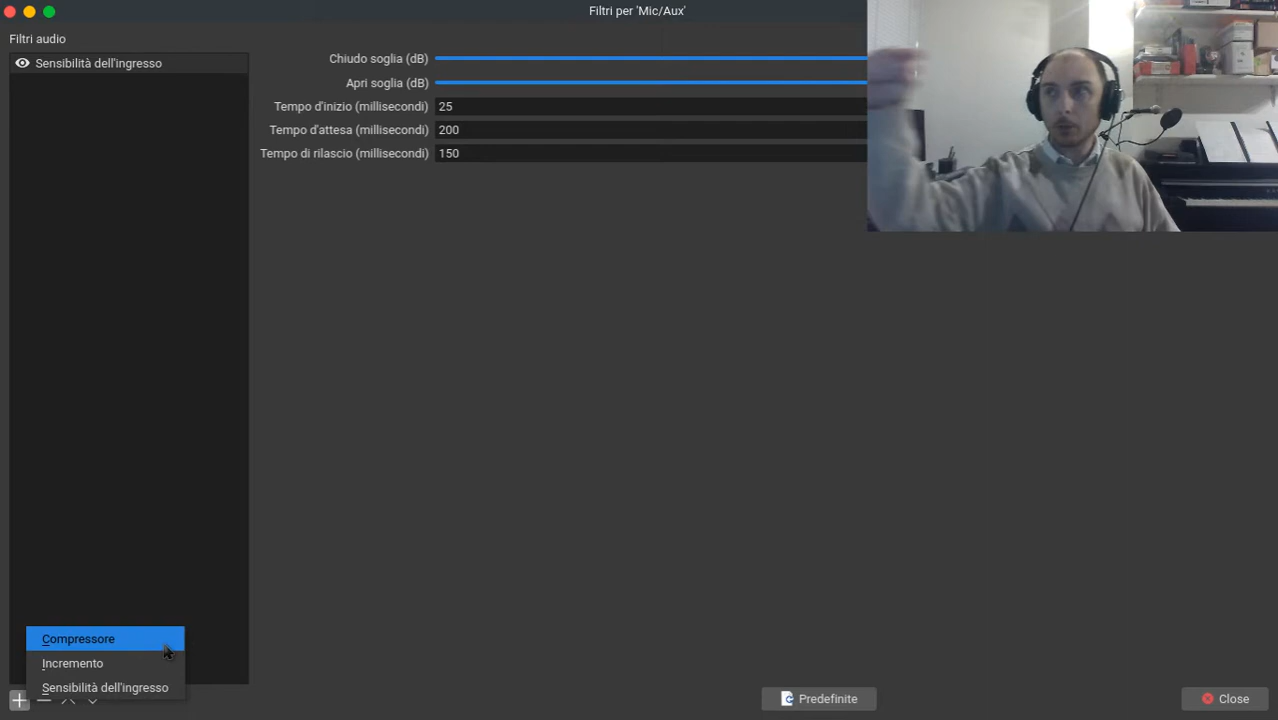 Filtri per 'Mic/Aux'
Filtri audio
Sensibilità dell'ingresso
Chiudo soglia (dB)
Apri soglia (dB)
Tempo d'inizio (millisecondi) 25
Tempo d'attesa (millisecondi) 200
Tempo di rilascio (millisecondi) 150
Compressore
Incremento
Sensibilità dell'ingresso
Predefinite
Close